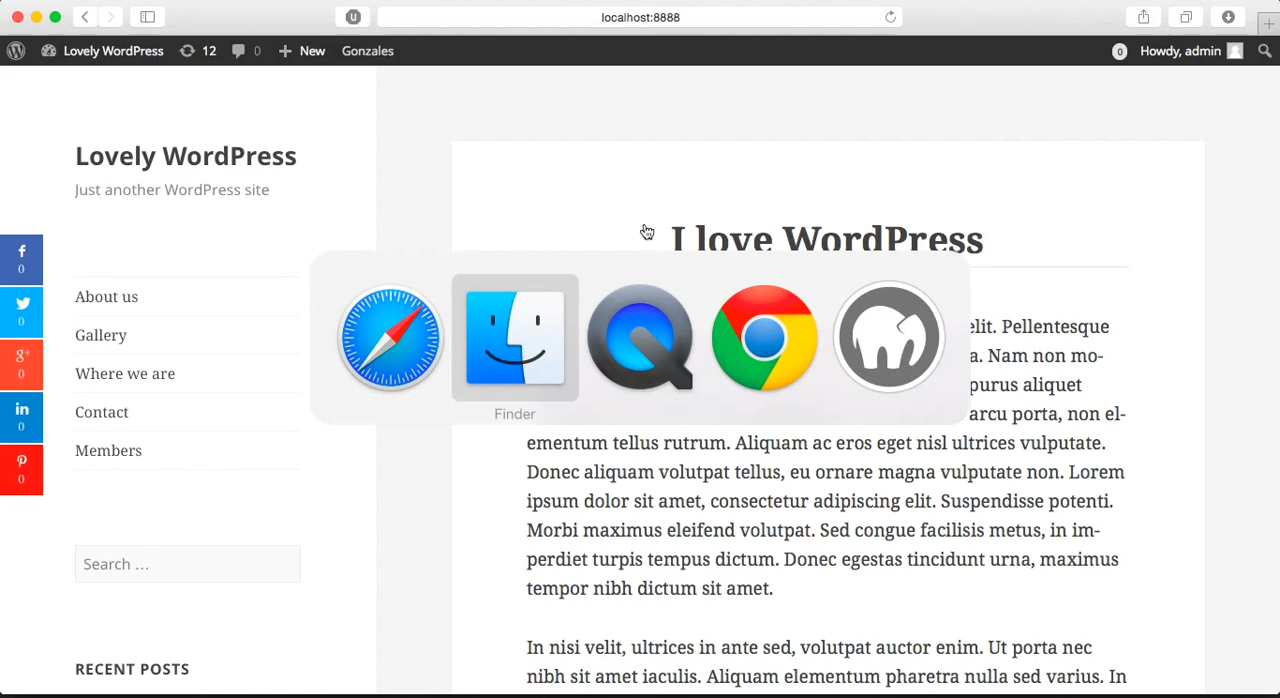 localhost:8888
Lovely WordPress 12 0 New Gonzales 0 Howdy, admin
Lovely WordPress
Just another WordPress site
f
0
0
g+
0
in
0
0
About us
Gallery
Where we are
Contact
Members
Search …
RECENT POSTS
I love WordPress
elit. Pellentesque
a. Nam non mo-
purus aliquet
arcu porta, non el-
ementum tellus rutrum. Aliquam ac eros eget nisl ultrices vulputate.
Donec aliquam volutpat tellus, eu ornare magna vulputate non. Lorem
ipsum dolor sit amet, consectetur adipiscing elit. Suspendisse potenti.
Morbi maximus eleifend volutpat. Sed congue facilisis metus, in im-
perdiet turpis tempus dictum. Donec egestas tincidunt urna, maximus
tempor nibh dictum sit amet.
In nisi velit, ultrices in ante sed, volutpat auctor enim. Ut porta nec
nibh sit amet iaculis. Aliquam elementum pharetra nulla sed varius. In
Finder